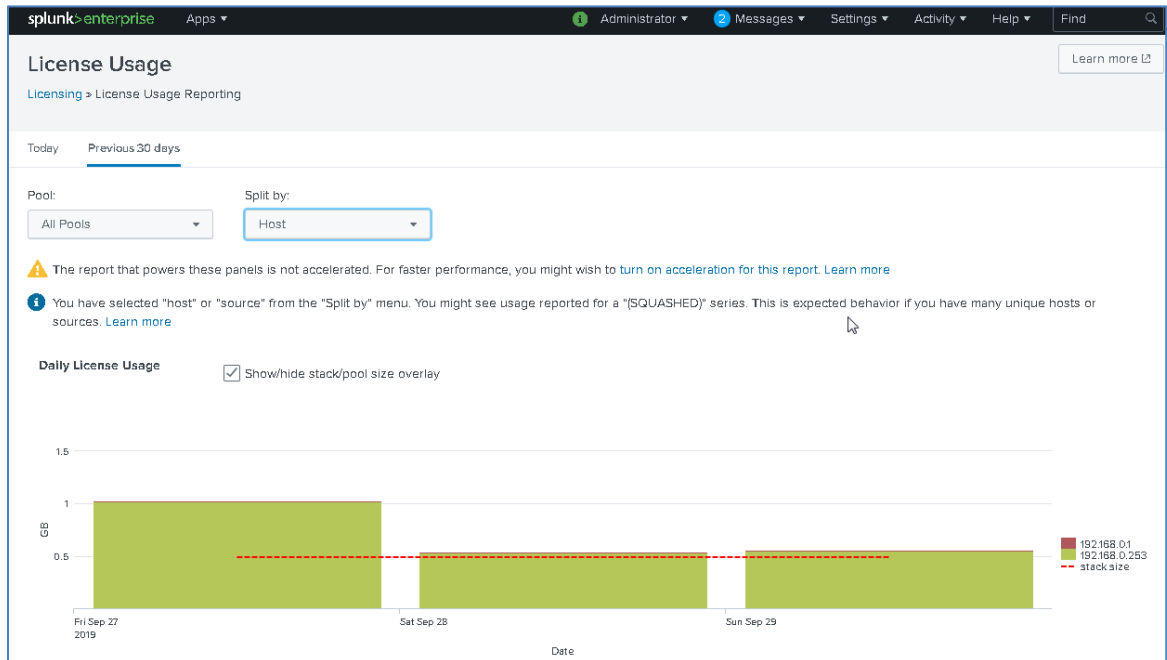 splunk>enterprise Apps Administrator 2 Messages Settings Activity Help Find
License Usage
Learn more
Licensing » License Usage Reporting
Today Previous 30 days
Pool: Split by:
All Pools Host
The report that powers these panels is not accelerated. For faster performance, you might wish to turn on acceleration for this report. Learn more
You have selected "host" or "source" from the "Split by" menu. You might see usage reported for a "(SQUASHED)" series. This is expected behavior if you have many unique hosts or
sources. Learn more
Daily License Usage
Show/hide stack/pool size overlay
1.5
1
GB
0.5
192.168.0.1
192.168.0.253
stack size
Fri Sep 27 Sat Sep 28 Sun Sep 29
2019
Date